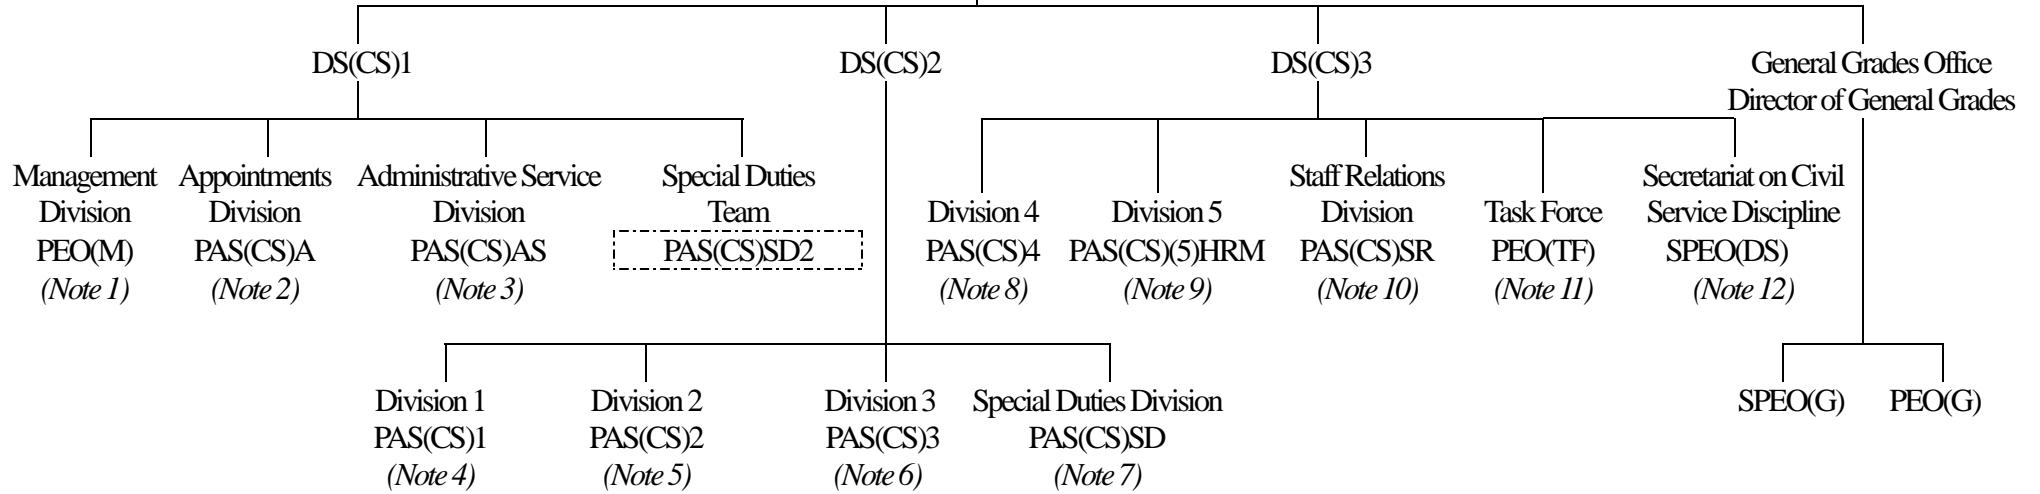 DS(CS)1
DS(CS)2
DS(CS)3
General Grades Office
Director of General Grades
Management
Division
PEO(M)
(Note 1)
Appointments
Division
PAS(CS)A
(Note 2)
Administrative Service
Division
PAS(CS)AS
(Note 3)
Special Duties
Team
PAS(CS)SD2
Division 4
PAS(CS)4
(Note 8)
Division 5
PAS(CS)(5)HRM
(Note 9)
Staff Relations
Division
PAS(CS)SR
(Note 10)
Task Force
PEO(TF)
(Note 11)
Secretariat on Civil
Service Discipline
SPEO(DS)
(Note 12)
Division 1
PAS(CS)1
(Note 4)
Division 2
PAS(CS)2
(Note 5)
Division 3
PAS(CS)3
(Note 6)
Special Duties Division
PAS(CS)SD
(Note 7)
SPEO(G)
PEO(G)